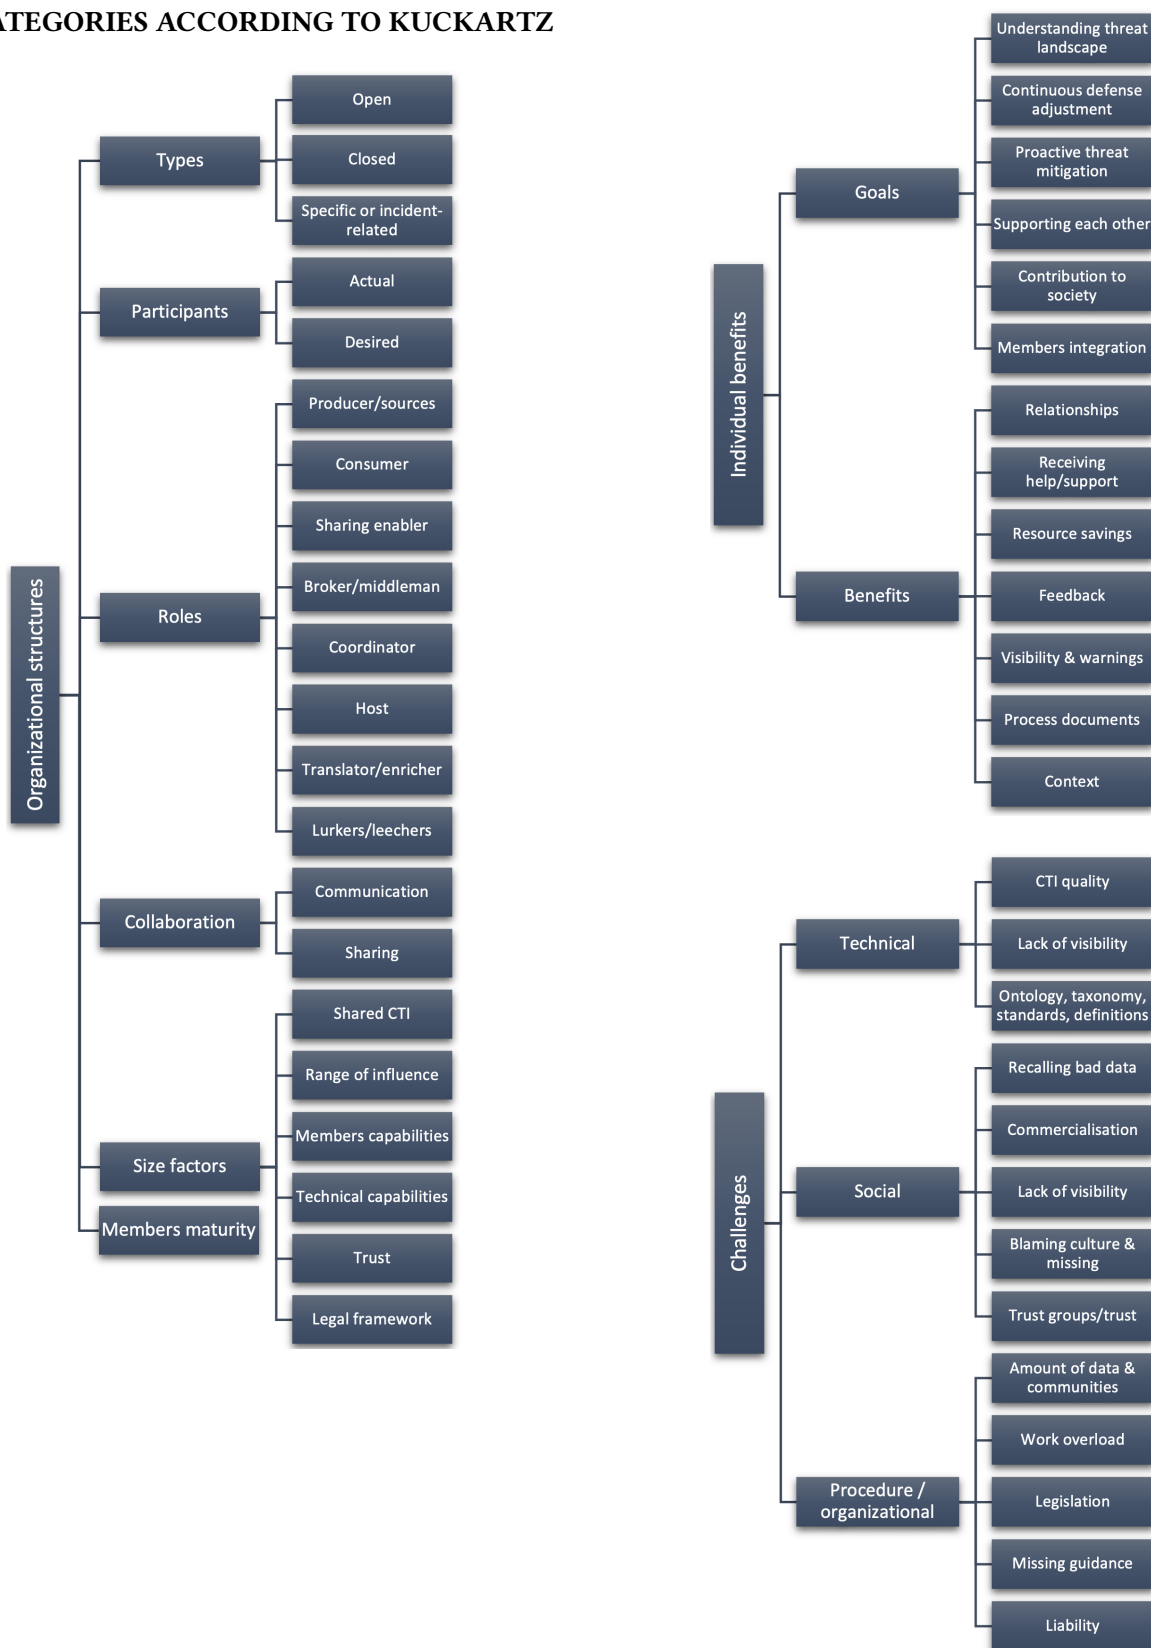 ATEGORIES ACCORDING TO KUCKARTZ
Organizational structures
Types
Open
Closed
Specific or incident-
related
Participants
Actual
Desired
Roles
Producer/sources
Consumer
Sharing enabler
Broker/middleman
Coordinator
Host
Translator/enricher
Lurkers/leechers
Collaboration
Communication
Sharing
Size factors
Shared CTI
Range of influence
Members capabilities
Technical capabilities
Trust
Legal framework
Members maturity
Individual benefits
Goals
Understanding threat
landscape
Continuous defense
adjustment
Proactive threat
mitigation
Supporting each other
Contribution to
society
Members integration
Benefits
Relationships
Receiving
help/support
Resource savings
Feedback
Visibility & warnings
Process documents
Context
Challenges
Technical
CTI quality
Lack of visibility
Ontology, taxonomy,
standards, definitions
Social
Recalling bad data
Commercialisation
Lack of visibility
Blaming culture &
missing
Trust groups/trust
Procedure /
organizational
Amount of data &
communities
Work overload
Legislation
Missing guidance
Liability